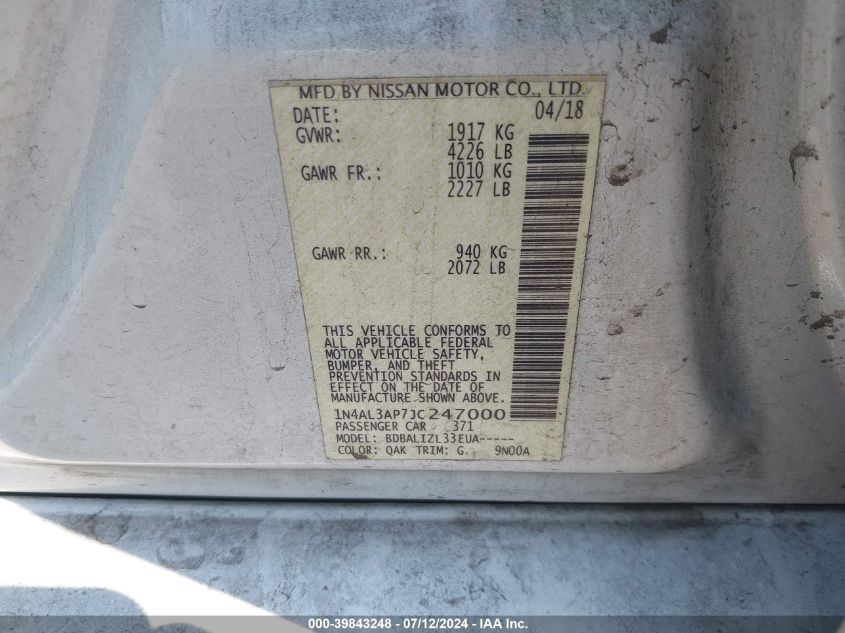 MFD BY NISSAN MOTOR CO., LTD.
DATE: 04/18
GVWR: 1917 KG
4226 LB
GAWR FR.: 1010 KG
2227 LB
GAWR RR.: 940 KG
2072 LB
THIS VEHICLE CONFORMS TO
ALL APPLICABLE FEDERAL
MOTOR VEHICLE SAFETY,
BUMPER, AND THEFT
PREVENTION STANDARDS IN
EFFECT ON THE DATE OF
MANUFACTURE SHOWN ABOVE.
1N4AL3AP7JC247000
PASSENGER CAR 371
MODEL: BDBALIZL33EUA-----
COLOR: QAK TRIM: G 9N00A
000-39843248 - 07/12/2024 - IAA Inc.